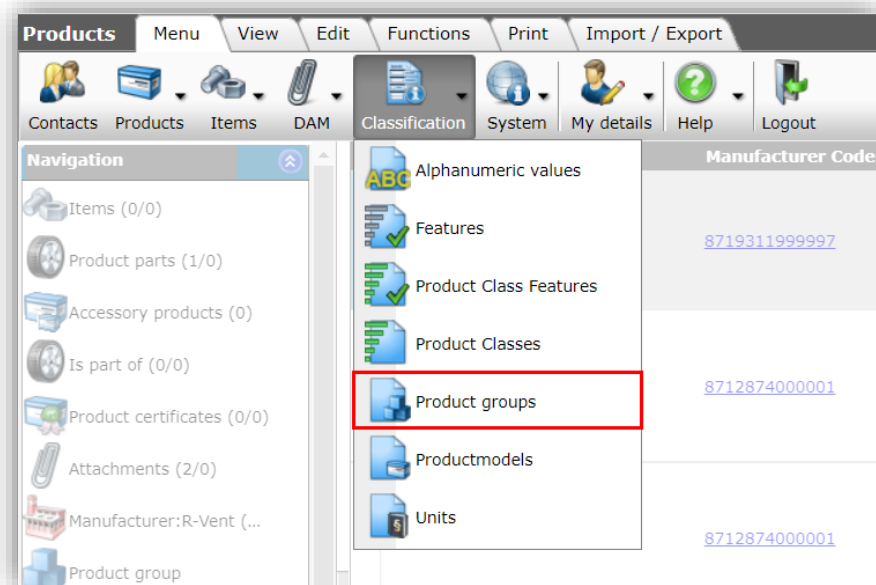 Products Menu View Edit Functions Print Import / Export
Contacts Products Items DAM Classification System My details Help Logout
Navigation
Manufacturer Code
ABC Alphanumeric values
Items (0/0)
Features
8719311999997
Product parts (1/0)
Product Class Features
Accessory products (0)
Product Classes
Is part of (0/0)
Product groups
8712874000001
Product certificates (0/0)
Productmodels
Attachments (2/0)
Units
Manufacturer:R-Vent (...
8712874000001
Product group